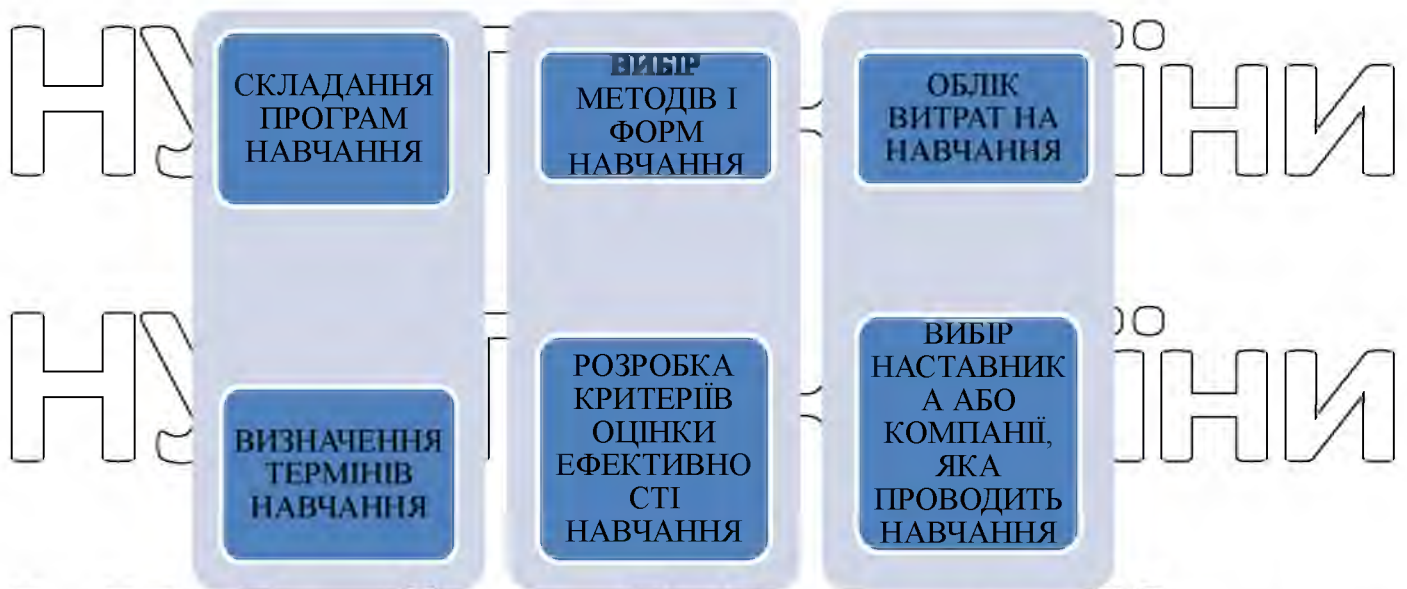 СКЛАДАННЯ
ПРОГРАМ
НАВЧАННЯ
ВИЗНАЧЕННЯ
ТЕРМІНІВ
НАВЧАННЯ
ВИБІР
МЕТОДІВ І
ФОРМ
НАВЧАННЯ
РОЗРОБКА
КРИТЕРІЇВ
ОЦІНКИ
ЕФЕКТИВНО
СТІ
НАВЧАННЯ
ОБЛІК
ВИТРАТ НА
НАВЧАННЯ
ВИБІР
НАСТАВНИК
А АБО
КОМПАНІЇ,
ЯКА
ПРОВОДИТЬ
НАВЧАННЯ